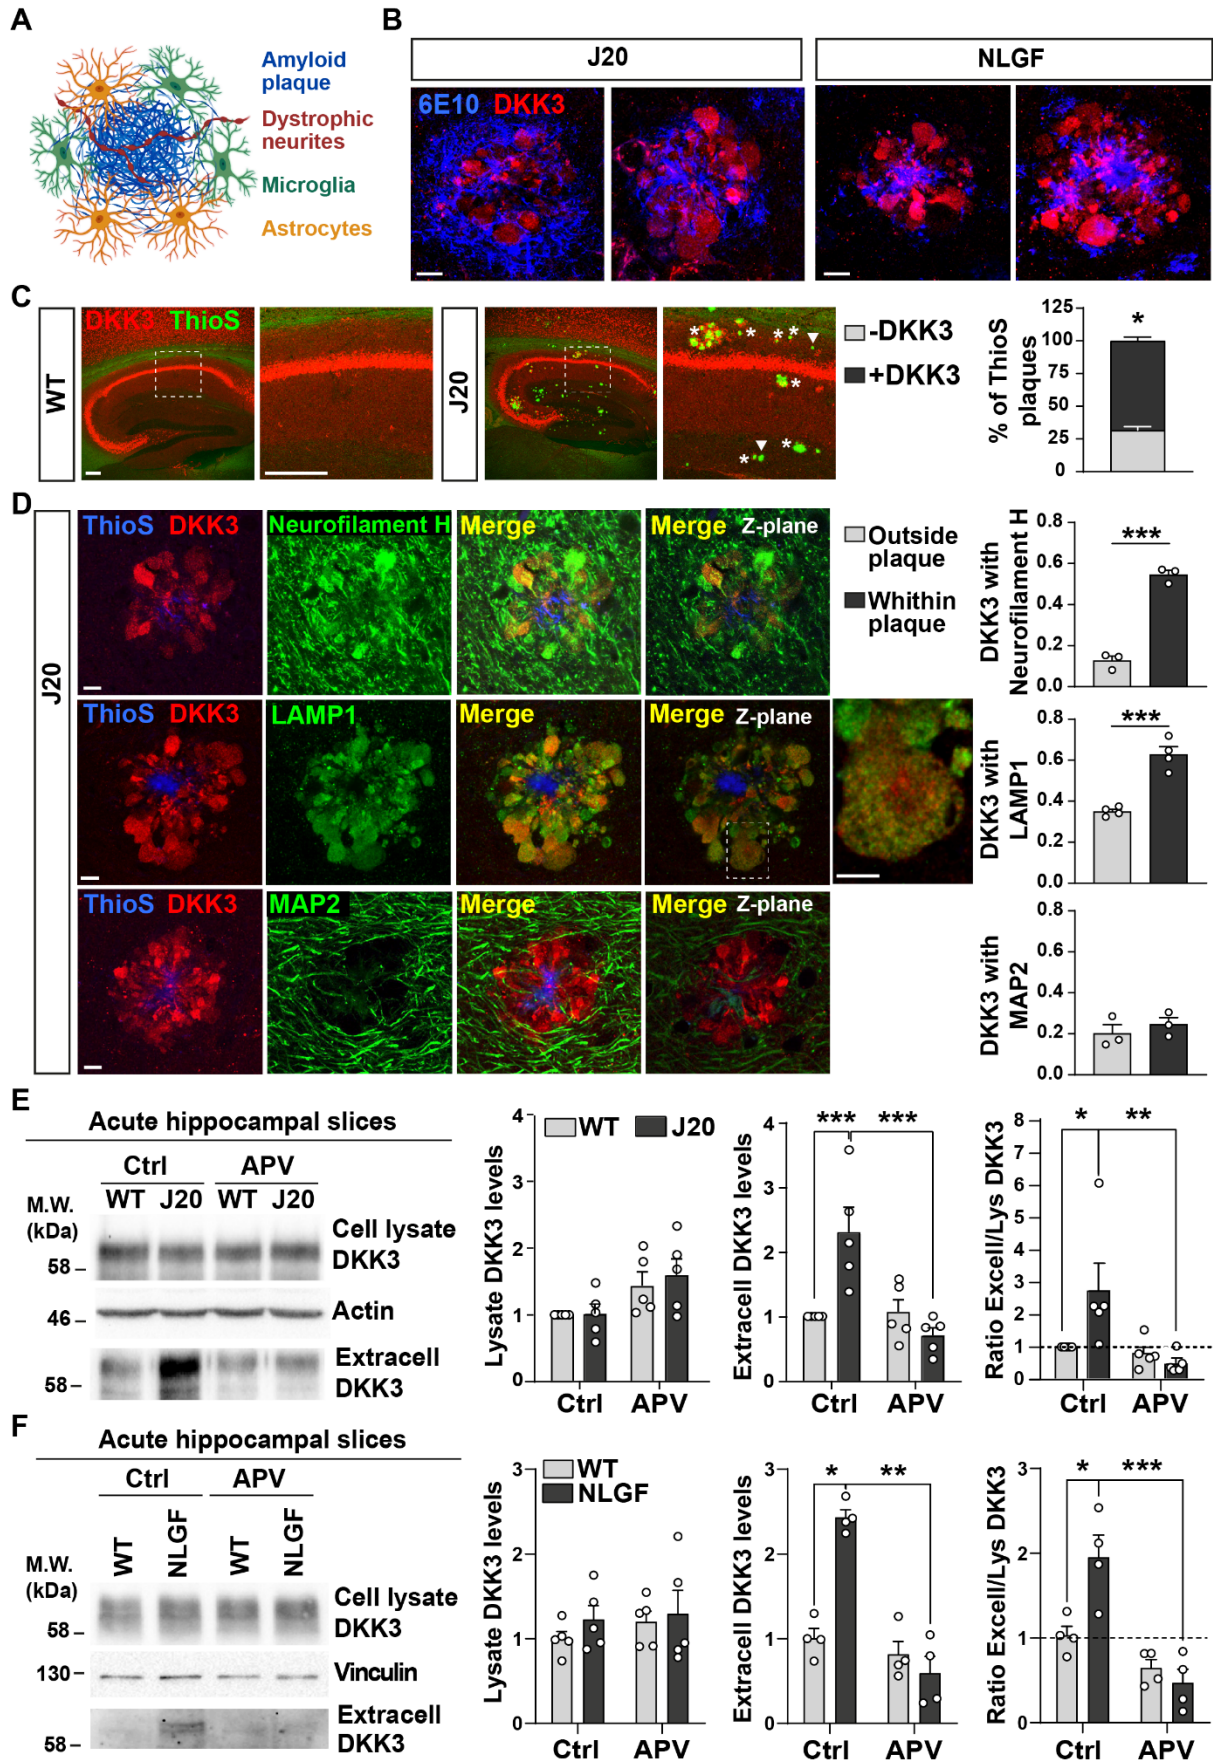 A
Amyloid
plaque
Dystrophic
neurites
Microglia
Astrocytes
B
J20
NLGF
6E10 DKK3
C
WT
DKK3 ThioS
J20
* * * * *
* *
-DKK3
+DKK3
% of ThioS
plaques
125
100
75
50
25
0
*
D
J20
ThioS DKK3
Neurofilament H
Merge
Merge Z-plane
Outside
plaque
Whithin
plaque
DKK3 with
Neurofilament H
0.8
0.6
0.4
0.2
0.0
***
ThioS DKK3
LAMP1
Merge
Merge Z-plane
DKK3 with
LAMP1
0.8
0.6
0.4
0.2
0.0
***
ThioS DKK3
MAP2
Merge
Merge Z-plane
DKK3 with
MAP2
0.8
0.6
0.4
0.2
0.0
E
Acute hippocampal slices
Ctrl APV
M.W.
(kDa)
WT J20 WT J20
58
Cell lysate
DKK3
46
Actin
58
Extracell
DKK3
Lysate DKK3 levels
4
3
2
1
0
WT J20
Ctrl APV
Extracell DKK3 levels
4
3
2
1
0
*** ***
Ctrl APV
Ratio Excell/Lys DKK3
8
7
6
5
4
3
2
1
0
* **
Ctrl APV
F
Acute hippocampal slices
Ctrl APV
M.W.
(kDa)
WT NLGF WT NLGF
58
Cell lysate
DKK3
130
Vinculin
58
Extracell
DKK3
Lysate DKK3 levels
3
2
1
0
WT
NLGF
Ctrl APV
Extracell DKK3 levels
3
2
1
0
* **
Ctrl APV
Ratio Excell/Lys DKK3
3
2
1
0
* ***
Ctrl APV